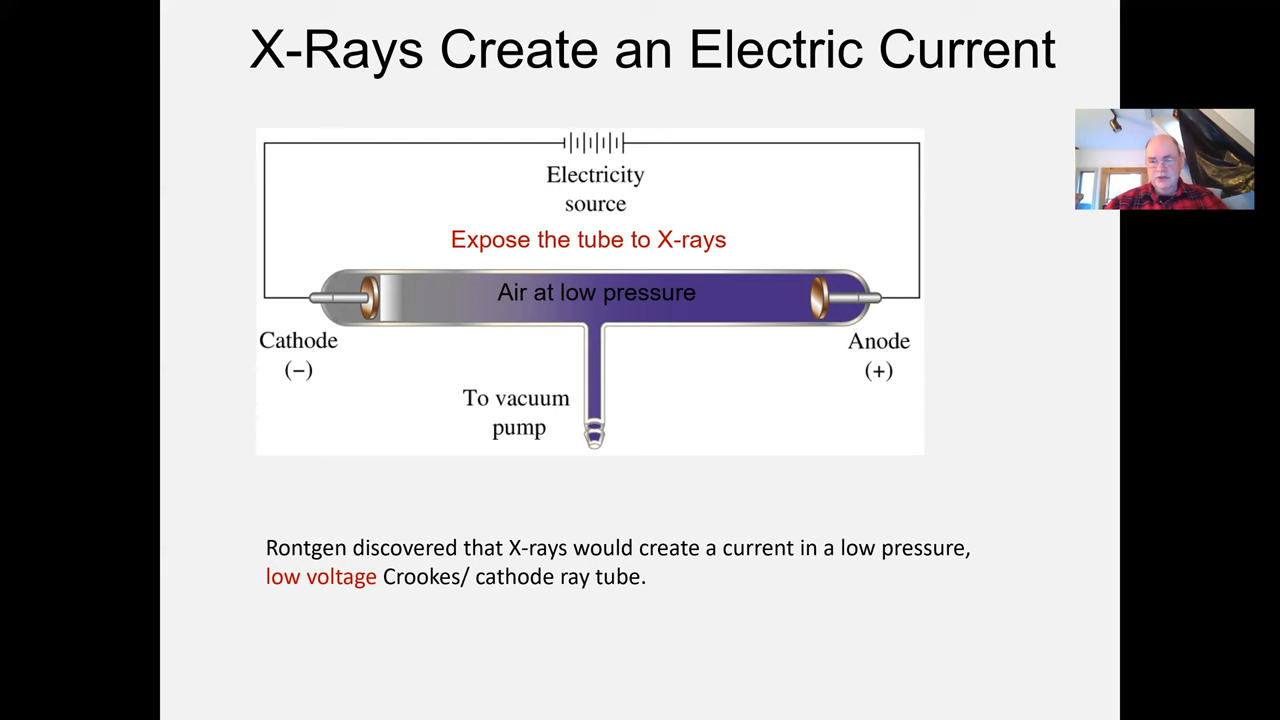 X-Rays Create an Electric Current
Electricity
source
Expose the tube to X-rays
Air at low pressure
Cathode
(−)
Anode
(+)
To vacuum
pump
Rontgen discovered that X-rays would create a current in a low pressure,
low voltage Crookes/ cathode ray tube.